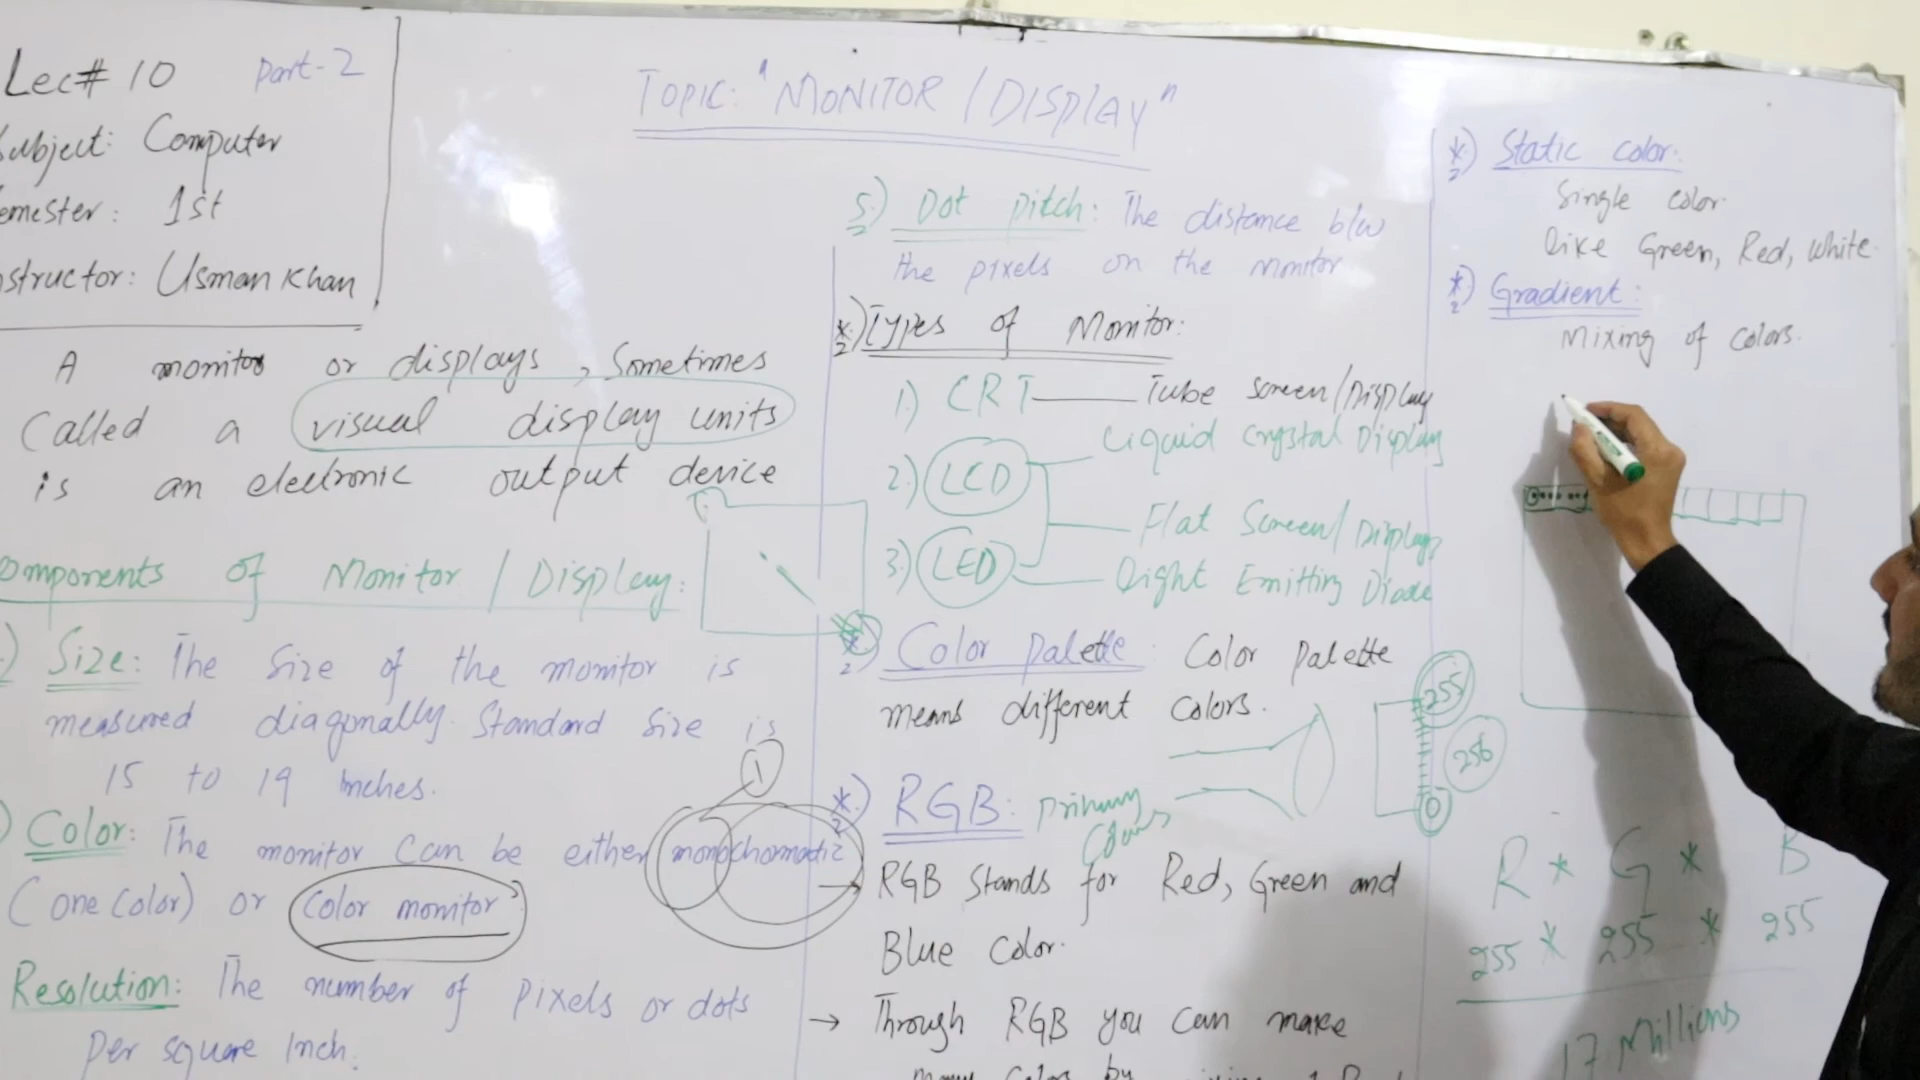 Lec# 10 Part-2
Subject: Computer
emester: 1st
nstructor: Usman Khan
TOPIC: "MONITOR / DISPLAY"
A monitor or displays, Sometimes
Called a visual display units
is an electronic output device
omponents of Monitor / Display:
) Size: The Size of the monitor is
measured diagonally. Standard Size is
15 to 19 Inches.
) Color: The monitor can be either monochormatic
(one color) or Color monitor
1
Resolution: The number of pixels or dots
Per square Inch.
5) Dot Pitch: The distance b/w
the pixels on the monitor
*) Types of Monitor:
1) CRT Tube Screen/Display
Liquid Crystal Display
2) LCD
Flat Screen/Displays
3) LED
Light Emitting Diode
*) Color Palette: Color Palette
means different Colors.
255
256
0
*) RGB: Primary
Colors
→ RGB Stands for Red, Green and
Blue Color.
→ Through RGB you can make
many Color by
*) Static Color:
Single Color.
Like Green, Red, White.
*) Gradient:
Mixing of Colors.
R * G * B
255 * 255 * 255
17 Millions